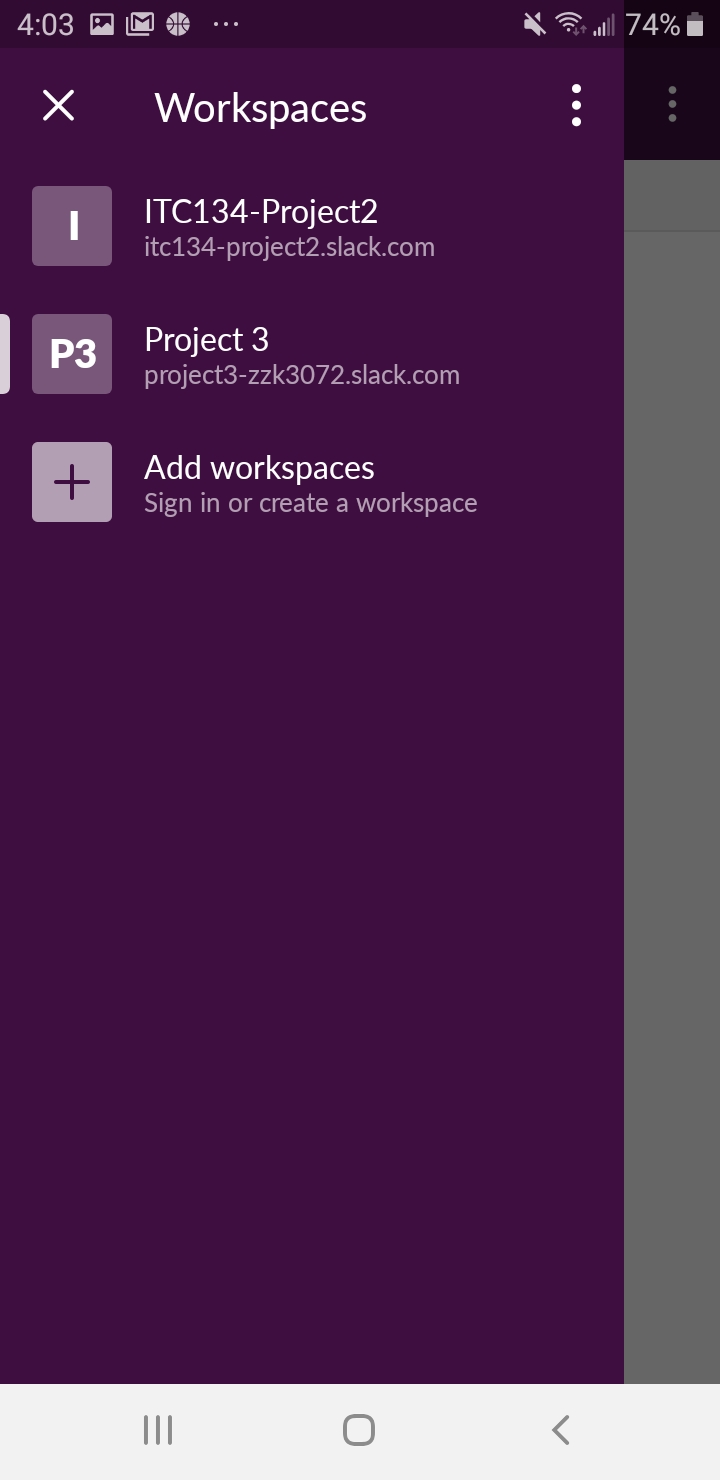 4:03 74%
Workspaces
I
ITC134-Project2
itc134-project2.slack.com
P3
Project 3
project3-zzk3072.slack.com
Add workspaces
Sign in or create a workspace